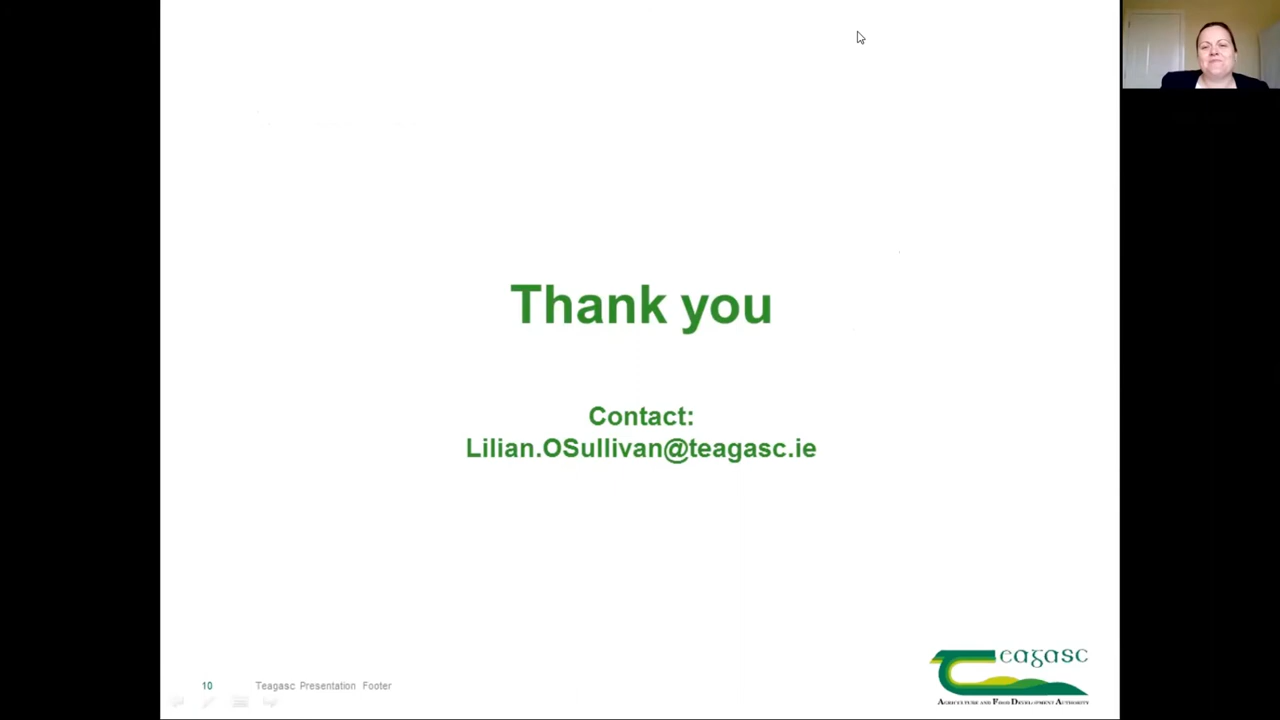 Thank you
Contact:
Lilian.OSullivan@teagasc.ie
10 Teagasc Presentation Footer
Teagasc
AGRICULTURE AND FOOD DEVELOPMENT AUTHORITY